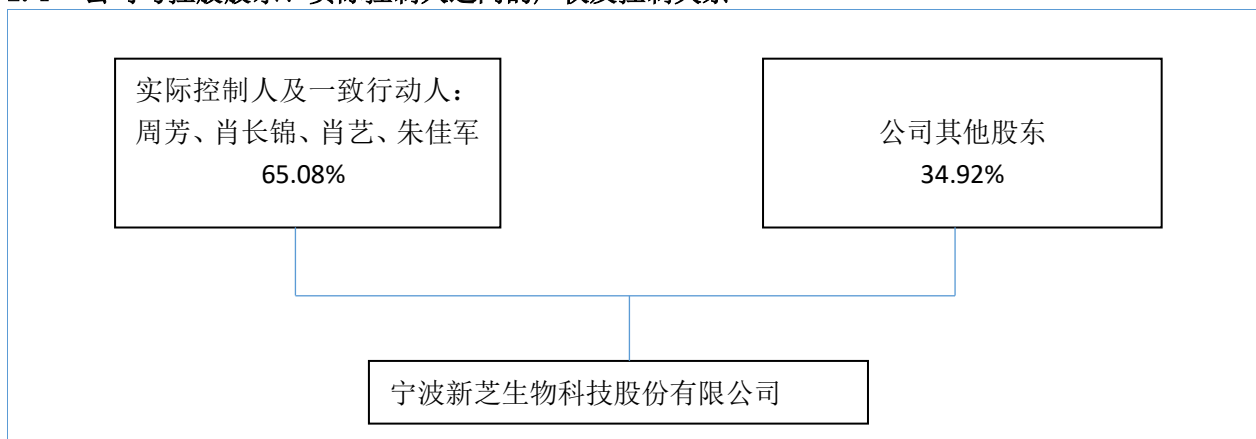 实际控制人及一致行动人：
周芳、肖长锦、肖艺、朱佳军
65.08%
公司其他股东
34.92%
宁波新芝生物科技股份有限公司